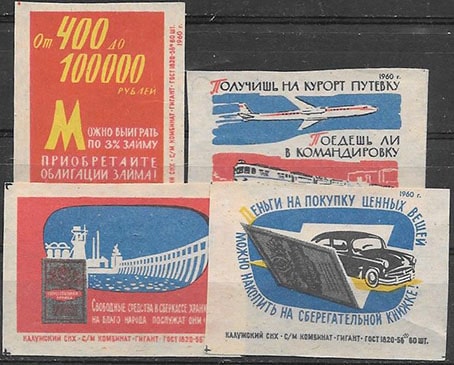 От 400 до
100000
РУБЛЕЙ
МОЖНО ВЫИГРАТЬ
ПО 3% ЗАЙМУ
ПРИОБРЕТАЙТЕ
ОБЛИГАЦИИ ЗАЙМА!
КАЛУЖСКИЙ СНХ · С/М КОМБИНАТ-ГИГАНТ · ГОСТ 1820-56 60 ШТ.
1960 г.
1960 г.
ПОЛУЧИШЬ НА КУРОРТ ПУТЕВКУ
ПОЕДЕШЬ ЛИ
В КОМАНДИРОВКУ
СВОБОДНЫЕ СРЕДСТВА В СБЕРКАССЕ ХРАНИ
НА БЛАГО НАРОДА ПОСЛУЖАТ ОНИ
КАЛУЖСКИЙ СНХ · С/М КОМБИНАТ-ГИГАНТ · ГОСТ 1820-56
1960 г.
ДЕНЬГИ НА ПОКУПКУ ЦЕННЫХ ВЕЩЕЙ
МОЖНО НАКОПИТЬ НА СБЕРЕГАТЕЛЬНОЙ КНИЖКЕ!
КАЛУЖСКИЙ СНХ · С/М КОМБИНАТ-ГИГАНТ · ГОСТ 1820-56 60 ШТ.